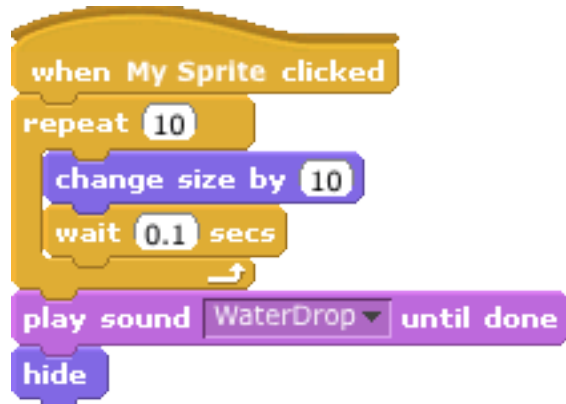 when My Sprite clicked
repeat 10
change size by 10
wait 0.1 secs
play sound WaterDrop until done
hide